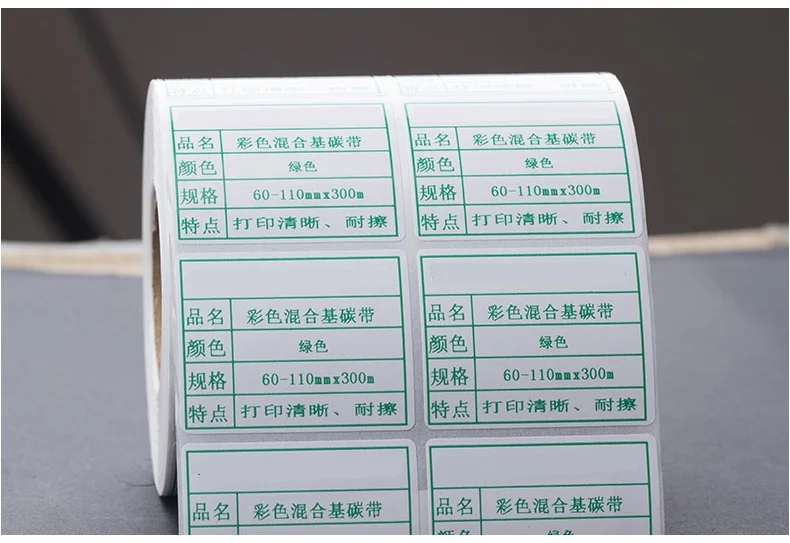 品名 彩色混合基碳带 品名 彩色混合基碳带
颜色 绿色 颜色 绿色
规格 60-110mmx300m 规格 60-110mmx300m
特点 打印清晰、耐擦 特点 打印清晰、耐擦
品名 彩色混合基碳带 品名 彩色混合基碳带
颜色 绿色 颜色 绿色
规格 60-110mmx300m 规格 60-110mmx300m
特点 打印清晰、耐擦 特点 打印清晰、耐擦
品名 彩色混合基碳带 品名 彩色混合基碳带